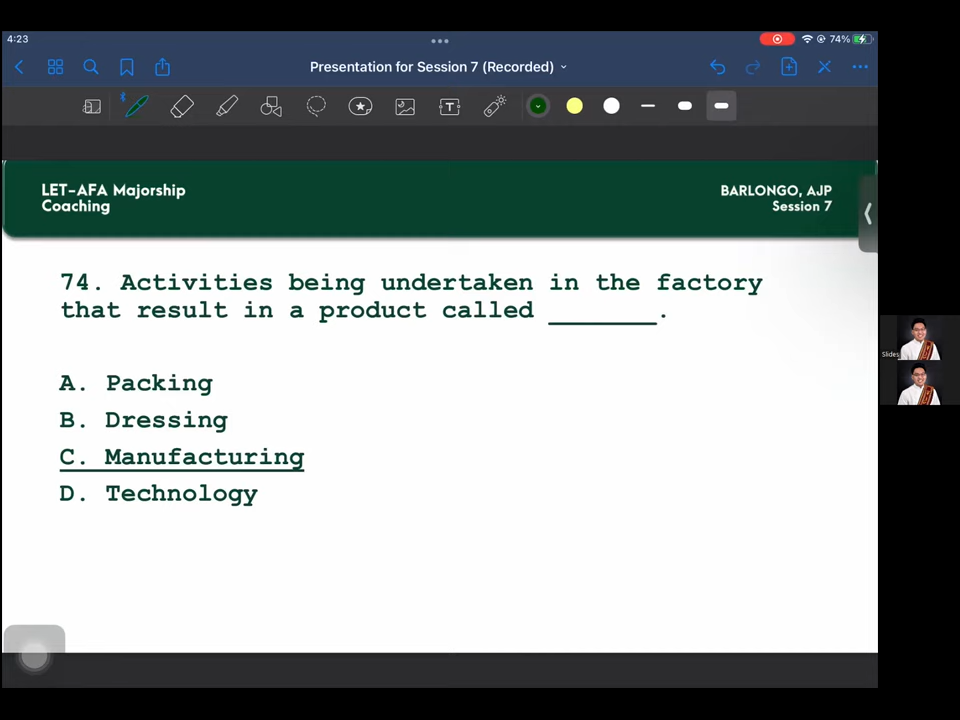 4:23
74%
Presentation for Session 7 (Recorded)
T
LET-AFA Majorship
Coaching
BARLONGO, AJP
Session 7
74. Activities being undertaken in the factory
that result in a product called _______.
A. Packing
B. Dressing
C. Manufacturing
D. Technology
Slides